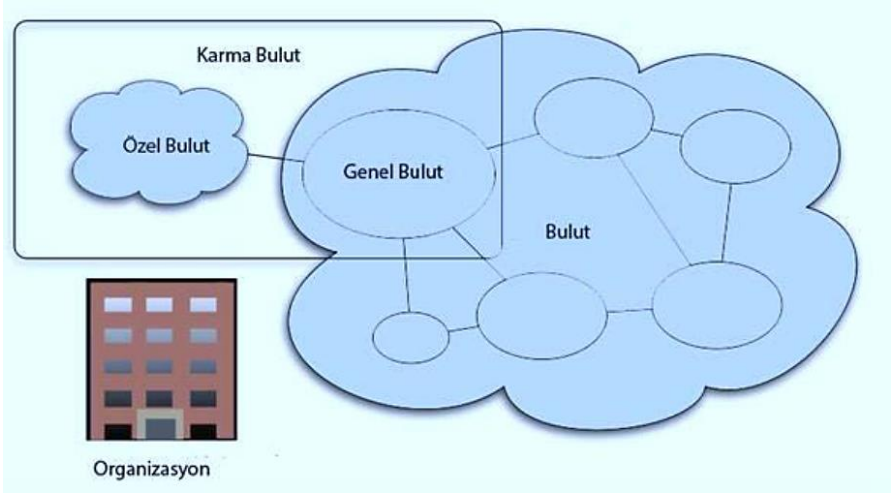 Karma Bulut
Özel Bulut
Genel Bulut
Bulut
Organizasyon